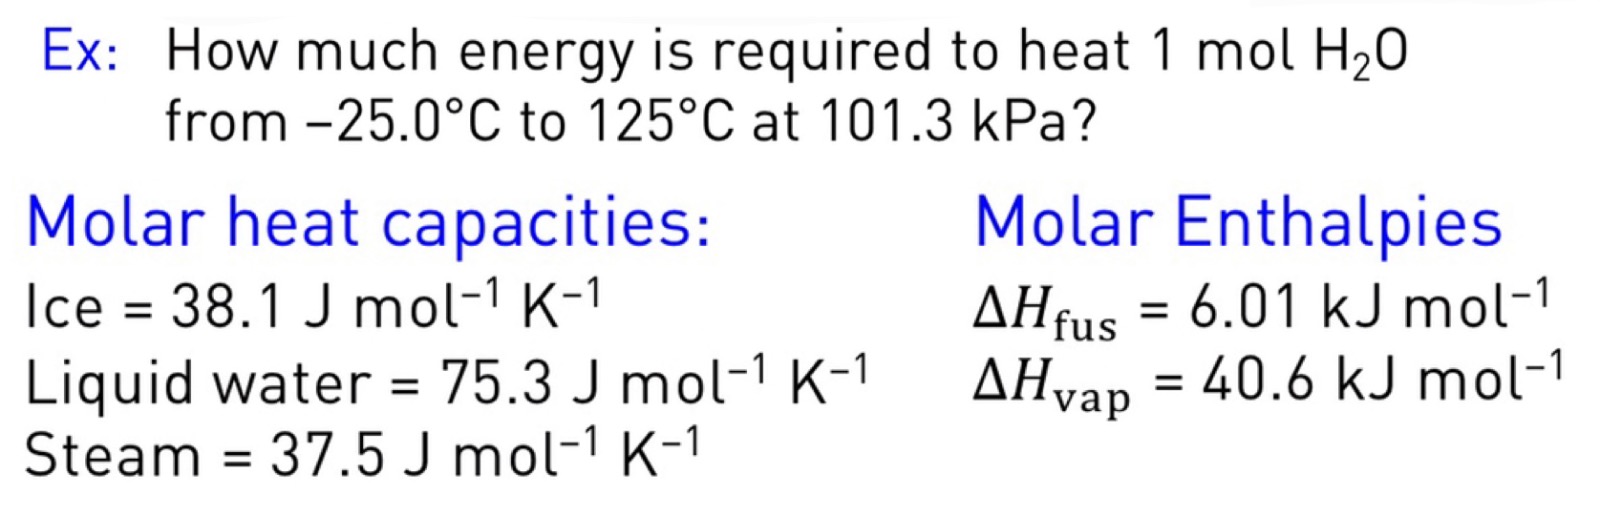 Ex: How much energy is required to heat 1 mol H₂O
from –25.0°C to 125°C at 101.3 kPa?
Molar heat capacities:
Ice = 38.1 J mol⁻¹ K⁻¹
Liquid water = 75.3 J mol⁻¹ K⁻¹
Steam = 37.5 J mol⁻¹ K⁻¹
Molar Enthalpies
ΔH_fus = 6.01 kJ mol⁻¹
ΔH_vap = 40.6 kJ mol⁻¹